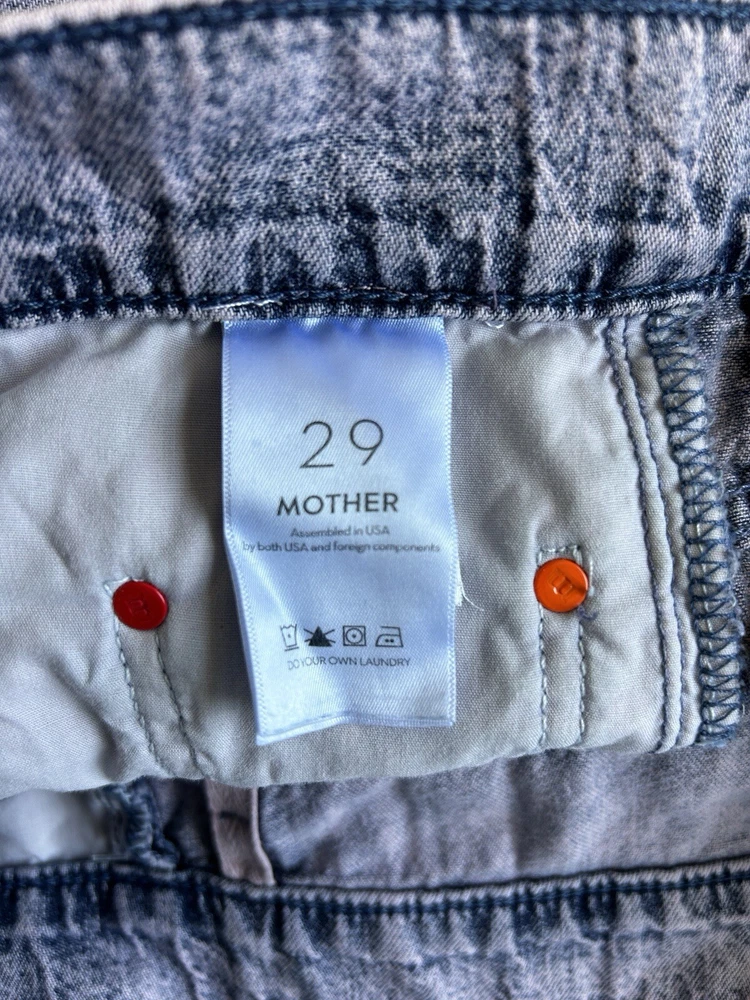 29
MOTHER
Assembled in USA
by both USA and foreign components
DO YOUR OWN LAUNDRY